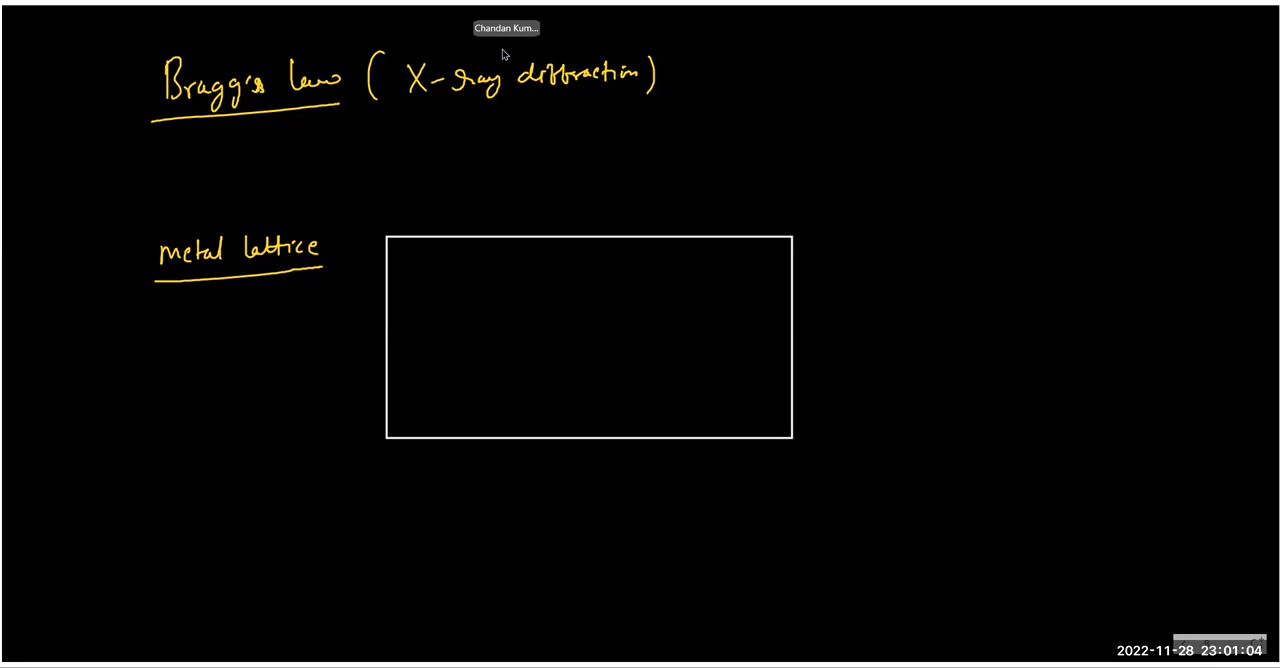 Chandan Kum...
Bragg's law ( X-ray diffraction )
metal lattice
2022-11-28 23:01:04